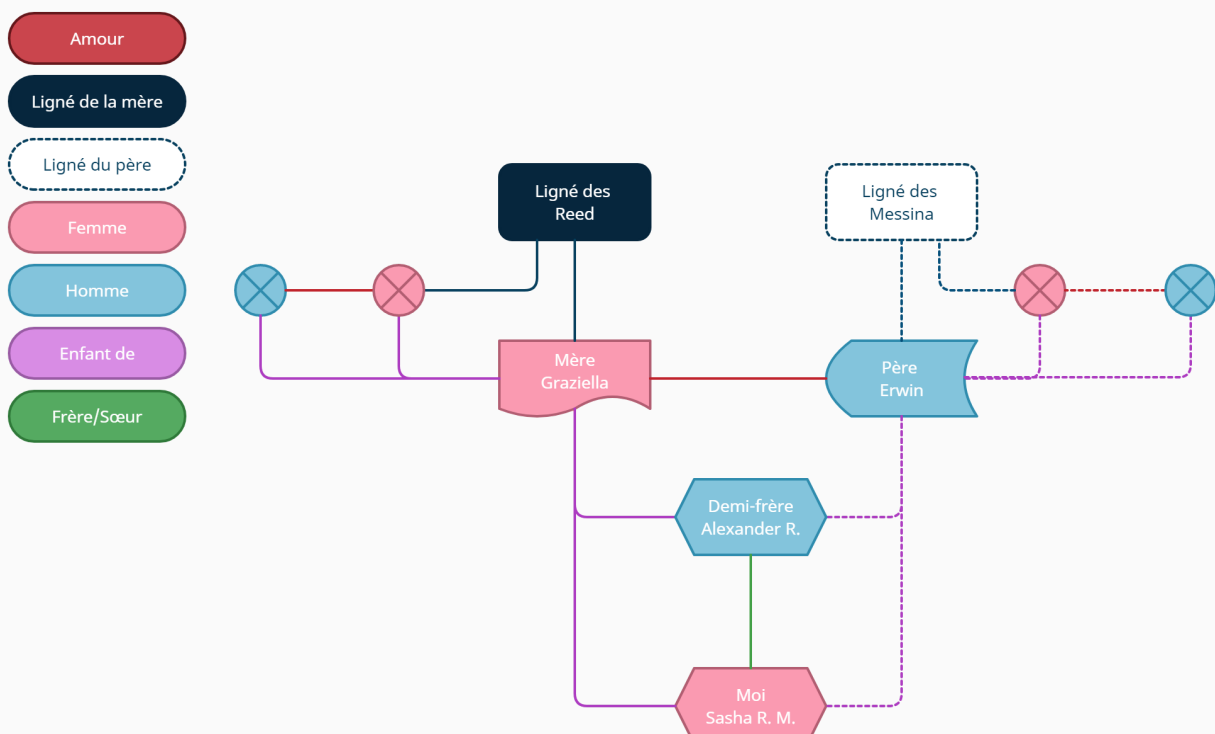 Amour
Ligné de la mère
Ligné du père
Femme
Homme
Enfant de
Frère/Sœur
Ligné des
Reed
Ligné des
Messina
Mère
Graziella
Père
Erwin
Demi-frère
Alexander R.
Moi
Sasha R. M.